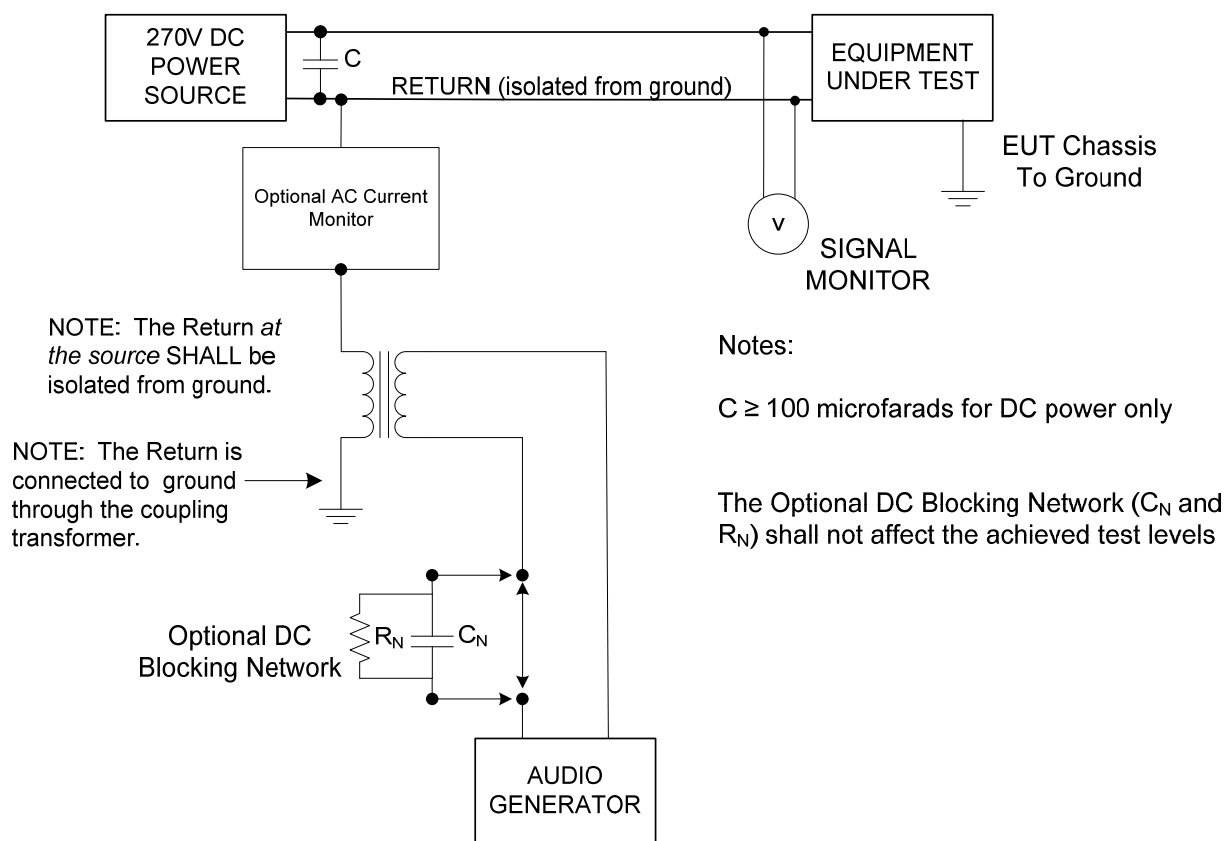 270V DC
POWER
SOURCE
C
RETURN (isolated from ground)
EQUIPMENT
UNDER TEST
EUT Chassis
To Ground
Optional AC Current
Monitor
V
SIGNAL
MONITOR
NOTE: The Return at
the source SHALL be
isolated from ground.
NOTE: The Return is
connected to ground
through the coupling
transformer.
Notes:
C ≥ 100 microfarads for DC power only
The Optional DC Blocking Network (CN and
RN) shall not affect the achieved test levels
Optional DC
Blocking Network
RN
CN
AUDIO
GENERATOR